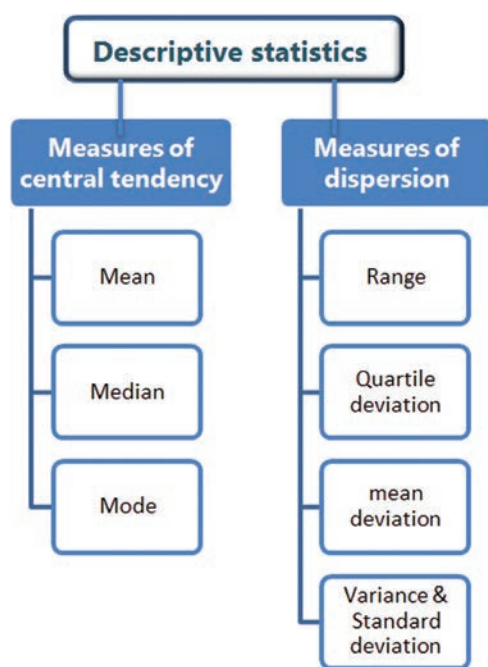 Descriptive statistics
Measures of
central tendency
Mean
Median
Mode
Measures of
dispersion
Range
Quartile
deviation
mean
deviation
Variance &
Standard
deviation